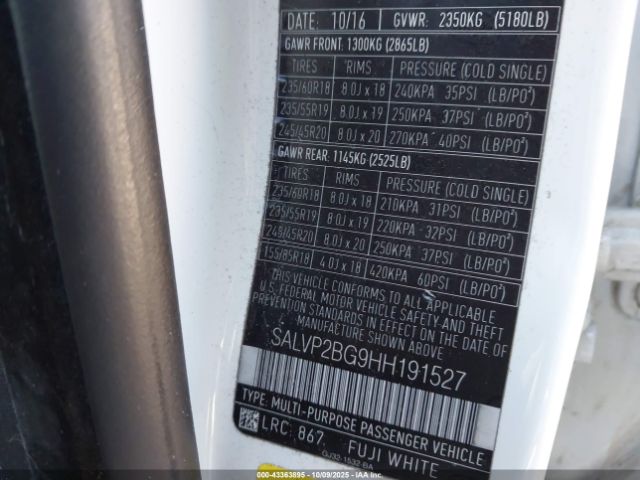 DATE: 10/16 GVWR: 2350KG (5180LB)
GAWR FRONT: 1300KG (2865LB)
TIRES RIMS PRESSURE (COLD SINGLE)
235/60R18 8.0J x 18 240KPA 35PSI (LB/PO²)
235/55R19 8.0J x 19 250KPA 37PSI (LB/PO²)
245/45R20 8.0J x 20 270KPA 40PSI (LB/PO²)
GAWR REAR: 1145KG (2525LB)
TIRES RIMS PRESSURE (COLD SINGLE)
235/60R18 8.0J x 18 210KPA 31PSI (LB/PO²)
235/55R19 8.0J x 19 220KPA 32PSI (LB/PO²)
245/45R20 8.0J x 20 250KPA 37PSI (LB/PO²)
155/85R18 4.0J x 18 420KPA 60PSI (LB/PO²)
THIS VEHICLE CONFORMS TO ALL APPLICABLE
U.S. FEDERAL MOTOR VEHICLE SAFETY AND THEFT
PREVENTION STANDARDS IN EFFECT ON THE DATE OF
MANUFACTURE SHOWN ABOVE
SALVP2BG9HH191527
TYPE: MULTI-PURPOSE PASSENGER VEHICLE
LRC: 867 FUJI WHITE
GJ32-1532-BA
000-43363895 - 10/09/2025 - IAA Branches